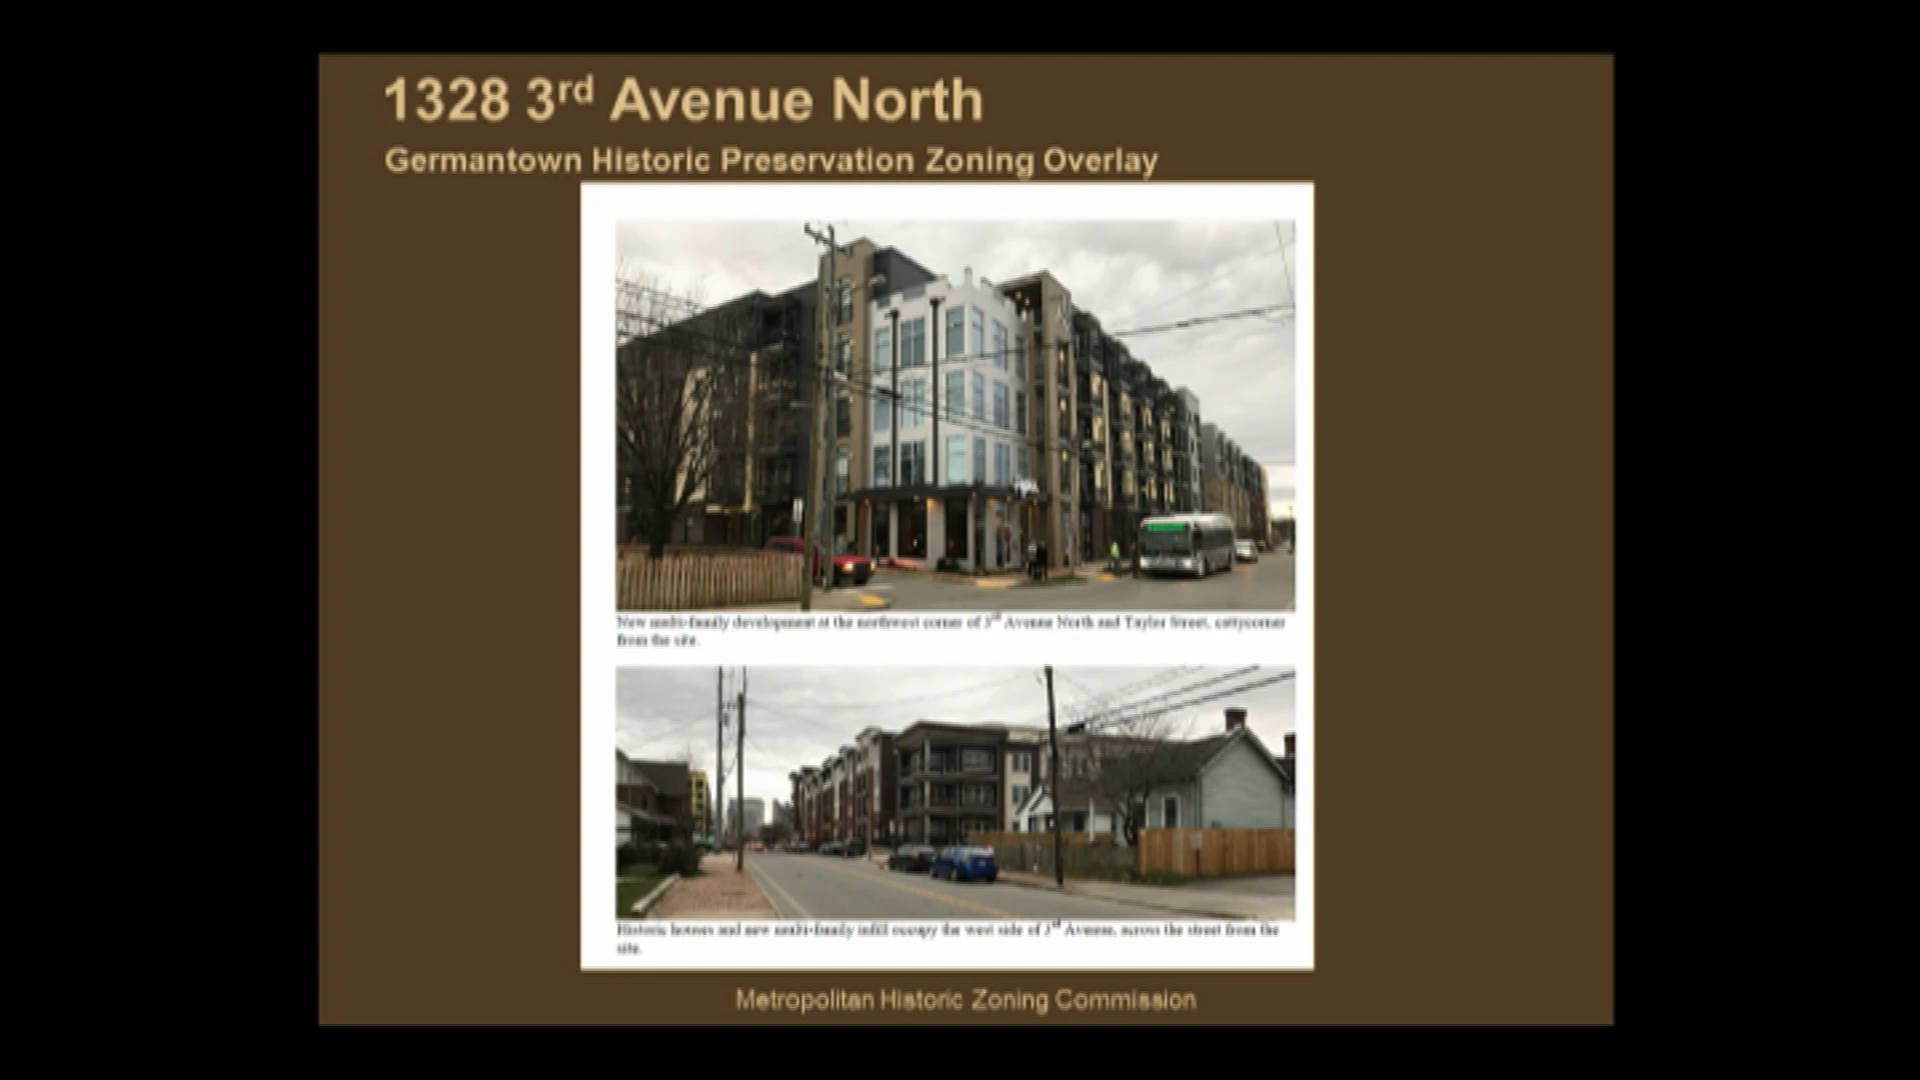 1328 3rd Avenue North
Germantown Historic Preservation Zoning Overlay
New multi-family development at the northwest corner of 3rd Avenue North and Taylor Street, cattycorner
from the site.
Historic houses and new multi-family infill occupy the west side of 3rd Avenue, across the street from the
site.
Metropolitan Historic Zoning Commission